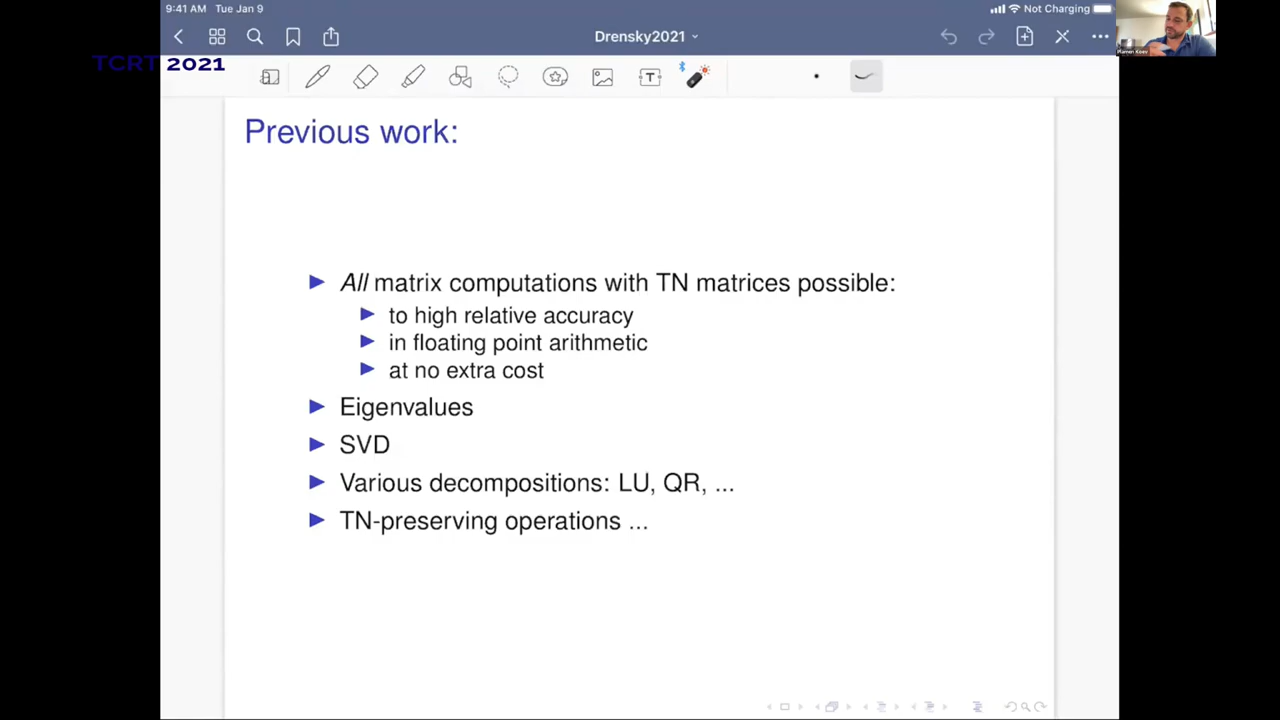 9:41 AM Tue Jan 9
Not Charging
Drensky2021
TCRT 2021
T
Plamen Koev
Previous work:
All matrix computations with TN matrices possible:
to high relative accuracy
in floating point arithmetic
at no extra cost
Eigenvalues
SVD
Various decompositions: LU, QR, ...
TN-preserving operations ...